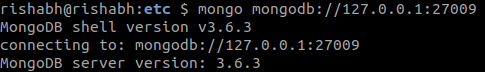 rishabh@rishabh:etc $ mongo mongodb://127.0.0.1:27009
MongoDB shell version v3.6.3
connecting to: mongodb://127.0.0.1:27009
MongoDB server version: 3.6.3